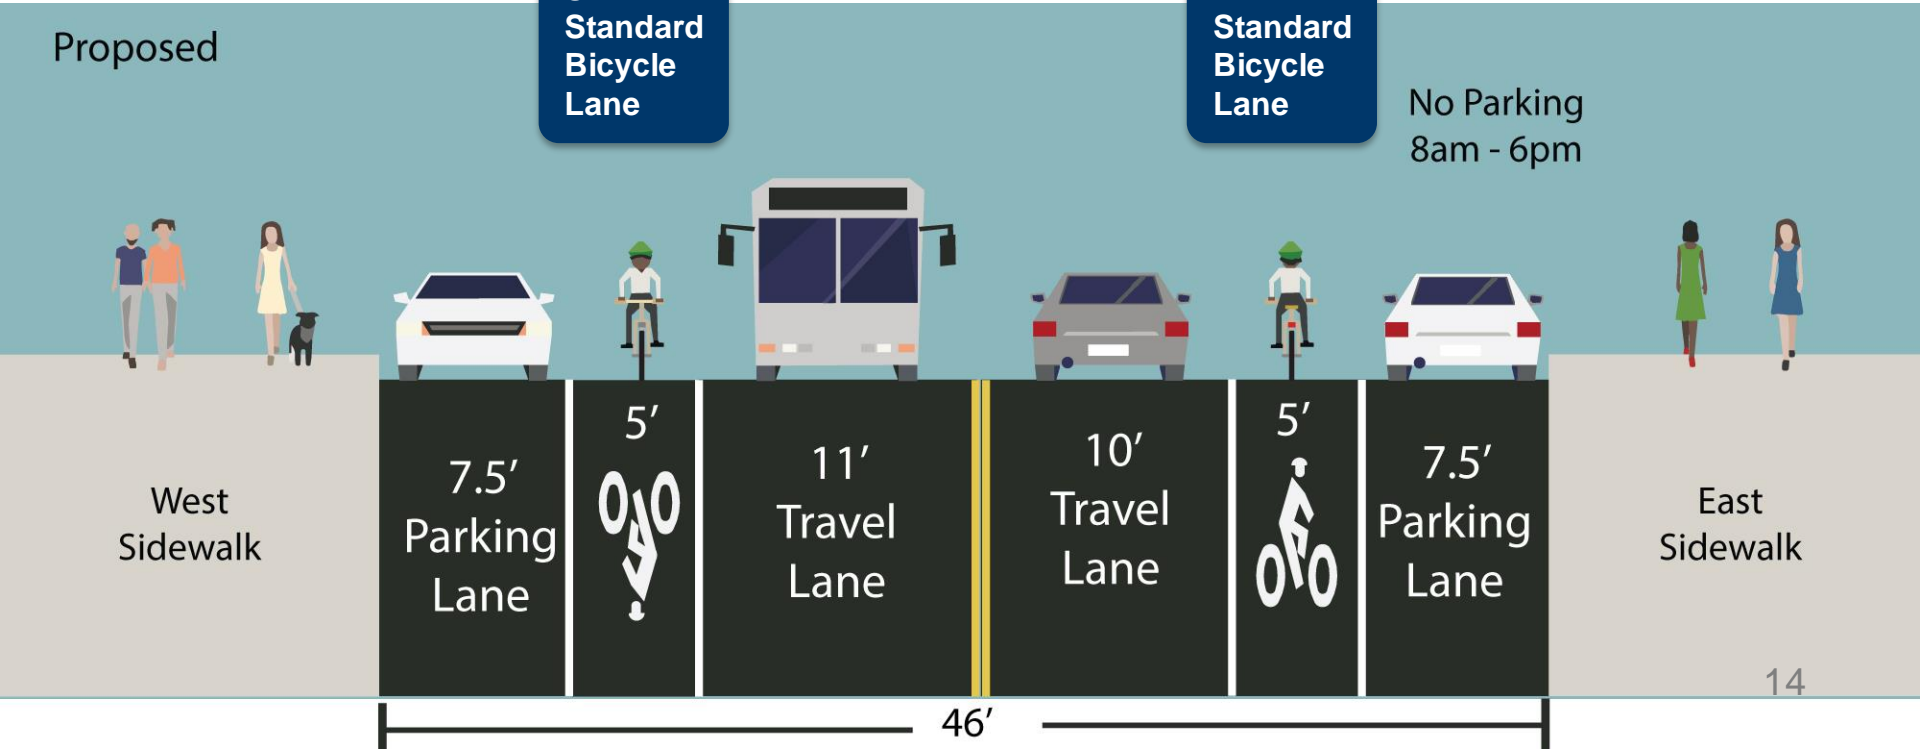 Proposed
Standard
Bicycle
Lane
Standard
Bicycle
Lane
No Parking
8am - 6pm
West
Sidewalk
7.5′
Parking
Lane
5′
11′
Travel
Lane
10′
Travel
Lane
5′
7.5′
Parking
Lane
East
Sidewalk
14
46′